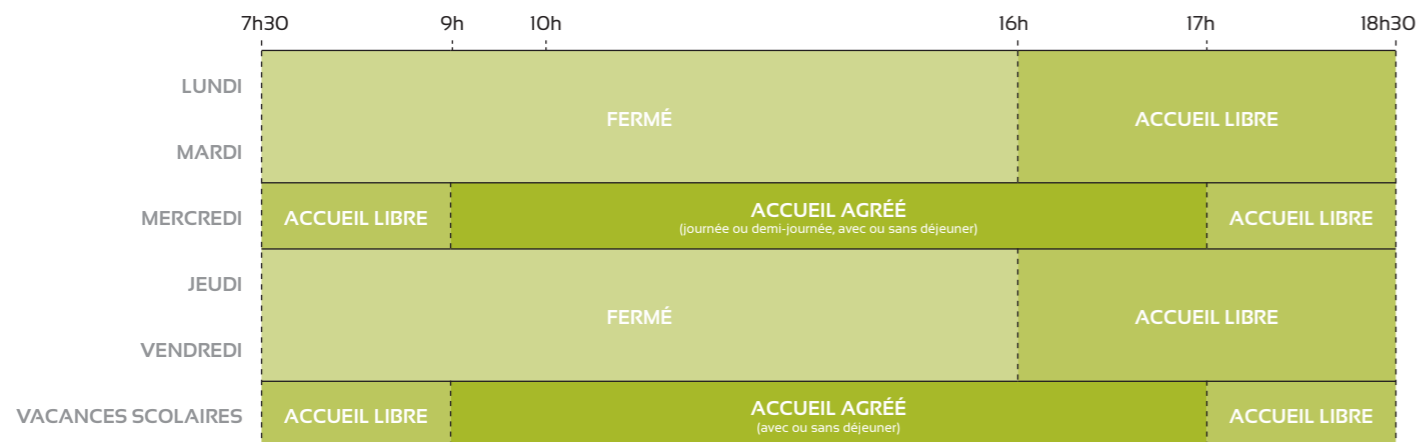 7h30 9h 10h 16h 17h 18h30
LUNDI
FERMÉ ACCUEIL LIBRE
MARDI
MERCREDI ACCUEIL LIBRE ACCUEIL AGRÉÉ ACCUEIL LIBRE
(journée ou demi-journée, avec ou sans déjeuner)
JEUDI
FERMÉ ACCUEIL LIBRE
VENDREDI
VACANCES SCOLAIRES ACCUEIL LIBRE ACCUEIL AGRÉÉ ACCUEIL LIBRE
(avec ou sans déjeuner)